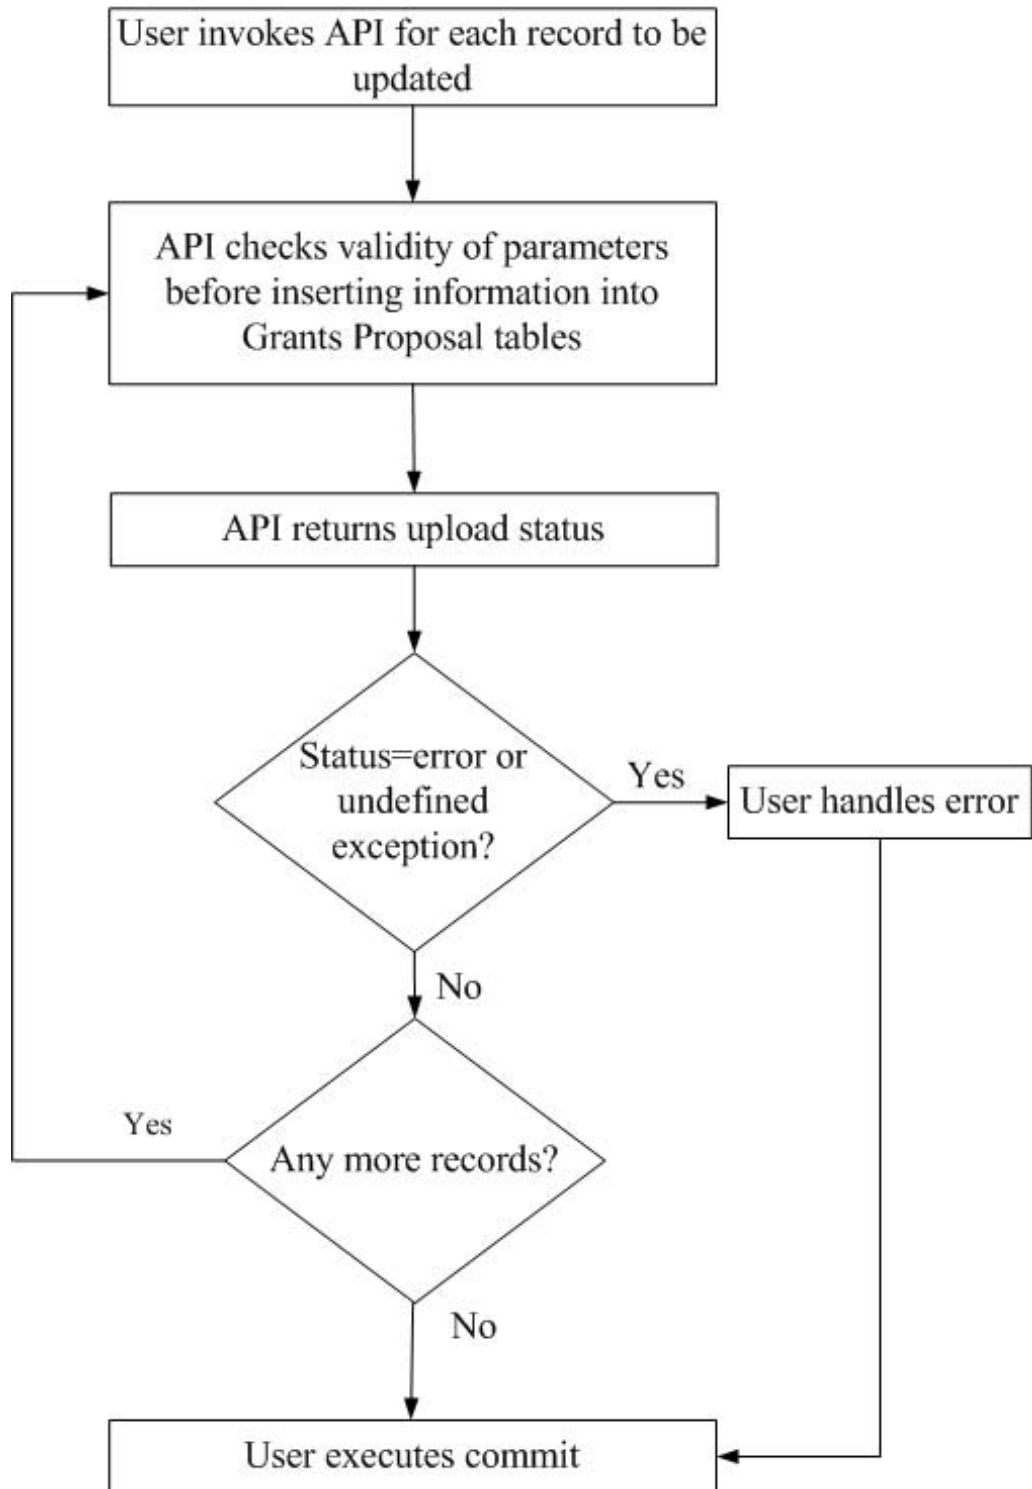 User invokes API for each record to be
updated
API checks validity of parameters
before inserting information into
Grants Proposal tables
API returns upload status
Status=error or
undefined
exception?
Yes
User handles error
No
Yes
Any more records?
No
User executes commit